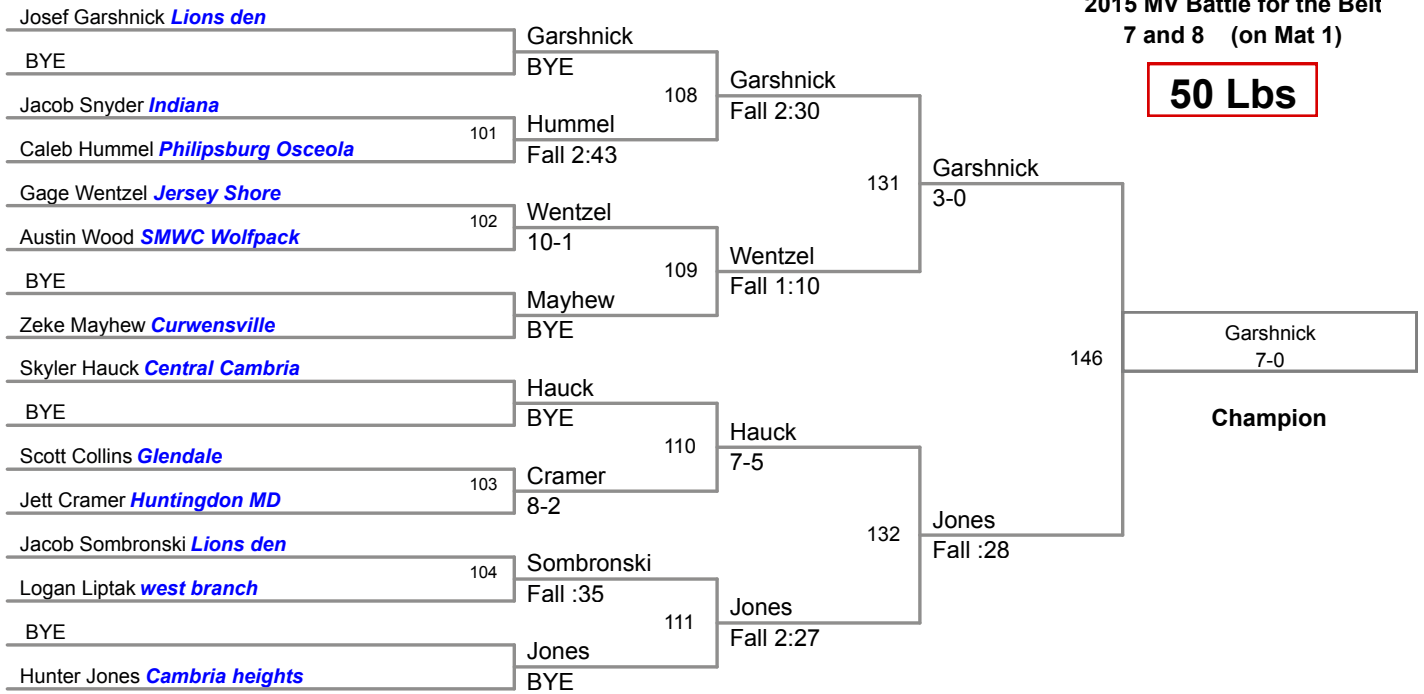 2015 MV Battle for the Belt
7 and 8 (on Mat 1)
50 Lbs
Josef Garshnick Lions den
BYE
Jacob Snyder Indiana
Caleb Hummel Philipsburg Osceola
Gage Wentzel Jersey Shore
Austin Wood SMWC Wolfpack
BYE
Zeke Mayhew Curwensville
Skyler Hauck Central Cambria
BYE
Scott Collins Glendale
Jett Cramer Huntingdon MD
Jacob Sombronski Lions den
Logan Liptak west branch
BYE
Hunter Jones Cambria heights
101
102
103
104
Garshnick
BYE
Hummel
Fall 2:43
Wentzel
10-1
Mayhew
BYE
Hauck
BYE
Cramer
8-2
Sombronski
Fall :35
Jones
BYE
108
109
110
111
Garshnick
Fall 2:30
Wentzel
Fall 1:10
Hauck
7-5
Jones
Fall 2:27
131
132
Garshnick
3-0
Jones
Fall :28
146
Garshnick
7-0
Champion